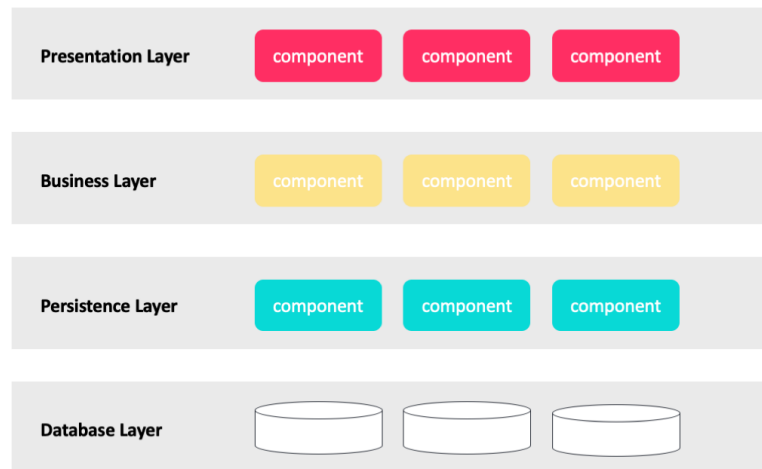 Presentation Layer component component component
Business Layer component component component
Persistence Layer component component component
Database Layer